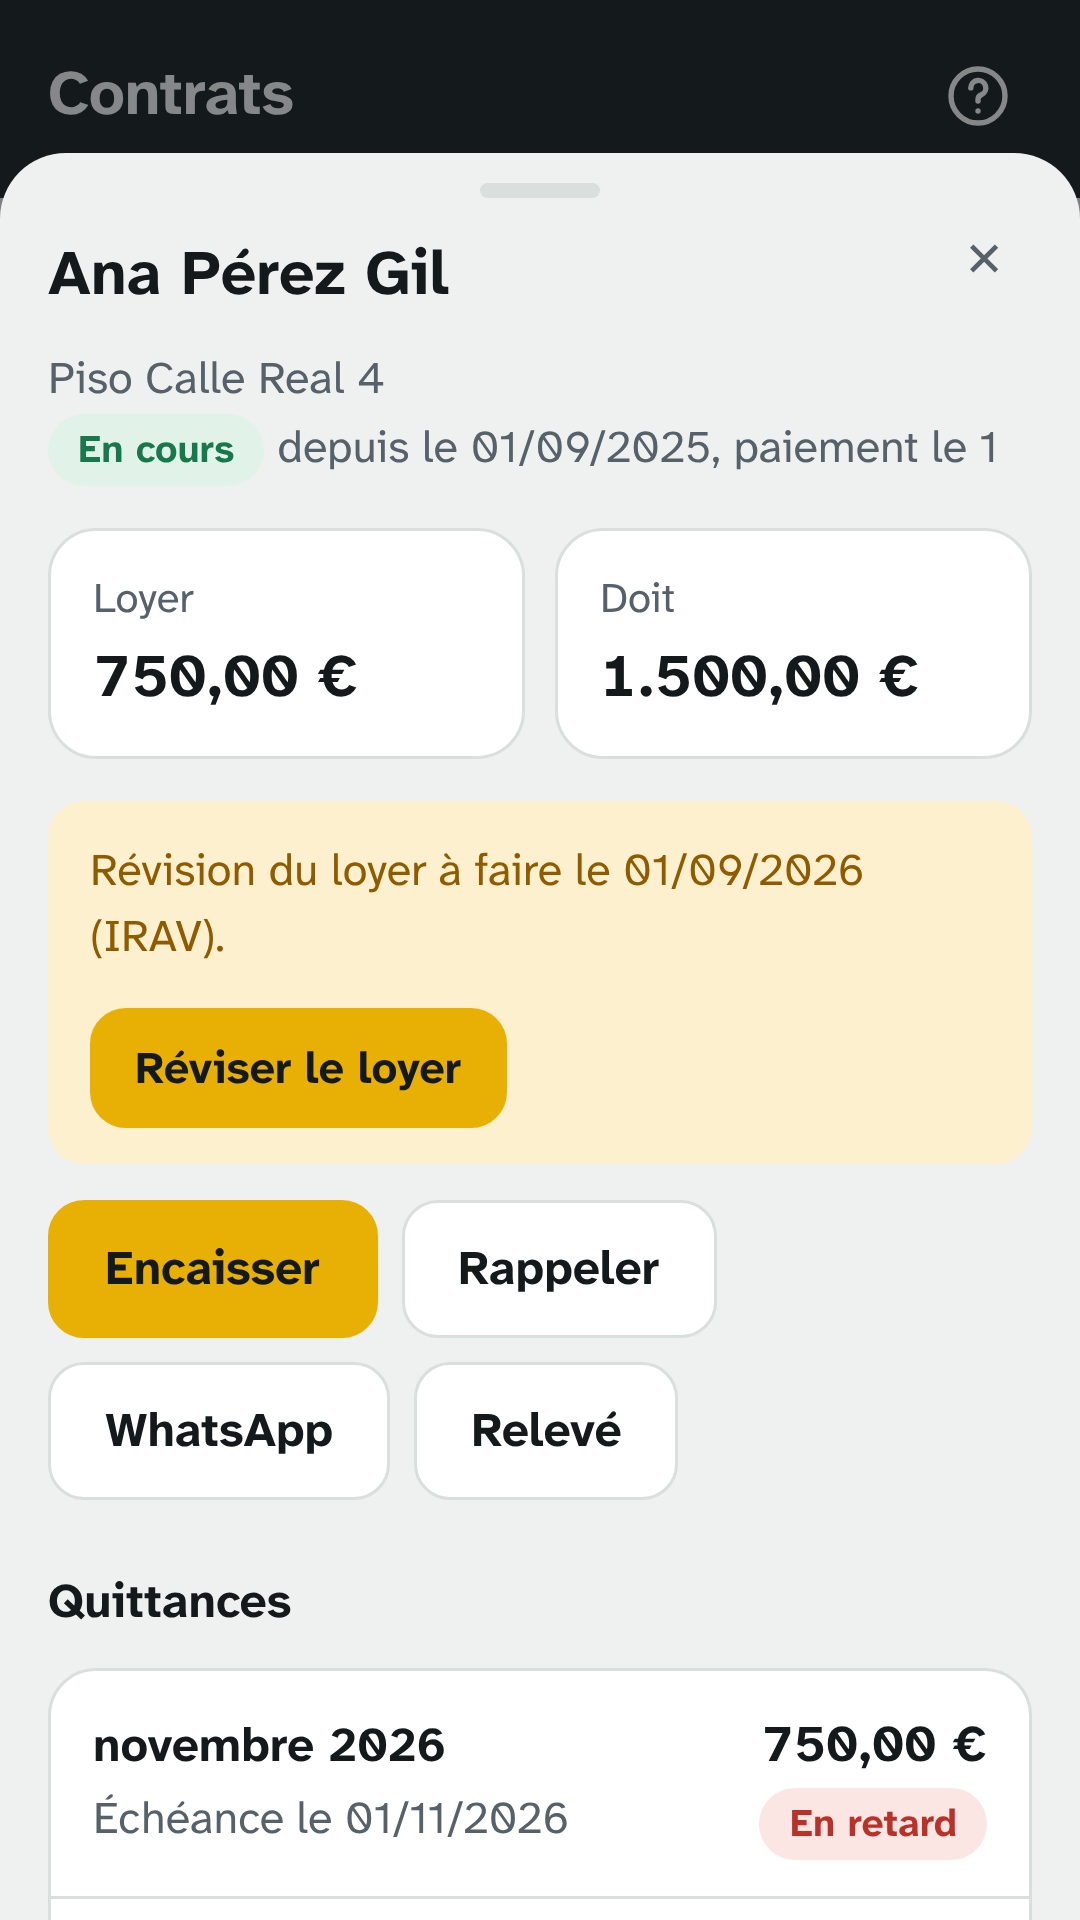 Contrats
Ana Pérez Gil
Piso Calle Real 4
En cours depuis le 01/09/2025, paiement le 1
Loyer
750,00 €
Doit
1.500,00 €
Révision du loyer à faire le 01/09/2026
(IRAV).
Réviser le loyer
Encaisser
Rappeler
WhatsApp
Relevé
Quittances
novembre 2026
750,00 €
Échéance le 01/11/2026
En retard